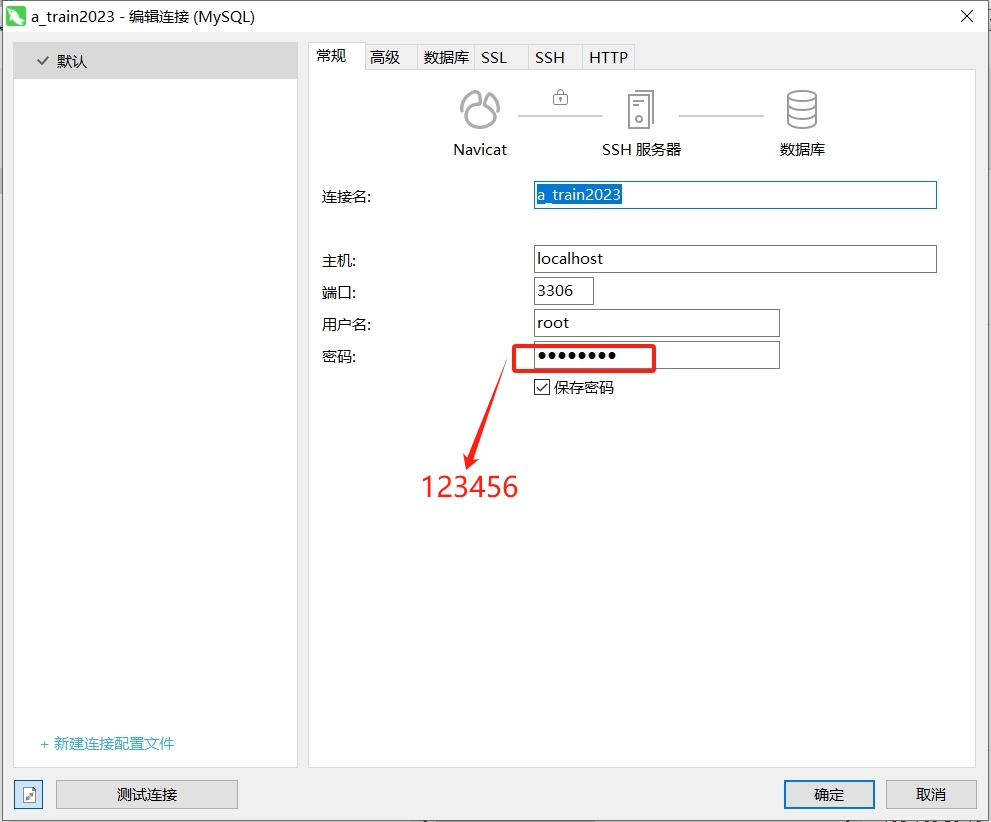 a_train2023 - 编辑连接 (MySQL)
默认
常规 高级 数据库 SSL SSH HTTP
Navicat SSH 服务器 数据库
连接名: a_train2023
主机: localhost
端口: 3306
用户名: root
密码: ●●●●●●●●
保存密码
123456
+ 新建连接配置文件
测试连接 确定 取消